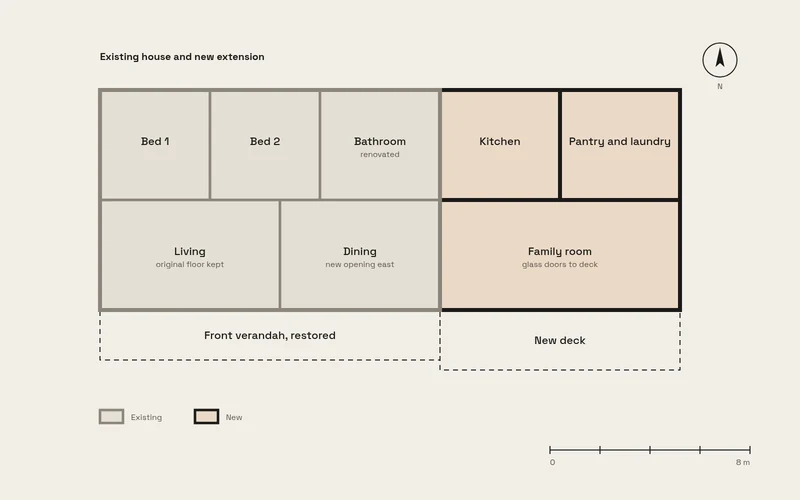 Existing house and new extension
N
Bed 1
Bed 2
Bathroom
renovated
Kitchen
Pantry and laundry
Living
original floor kept
Dining
new opening east
Family room
glass doors to deck
Front verandah, restored
New deck
Existing
New
0
8 m